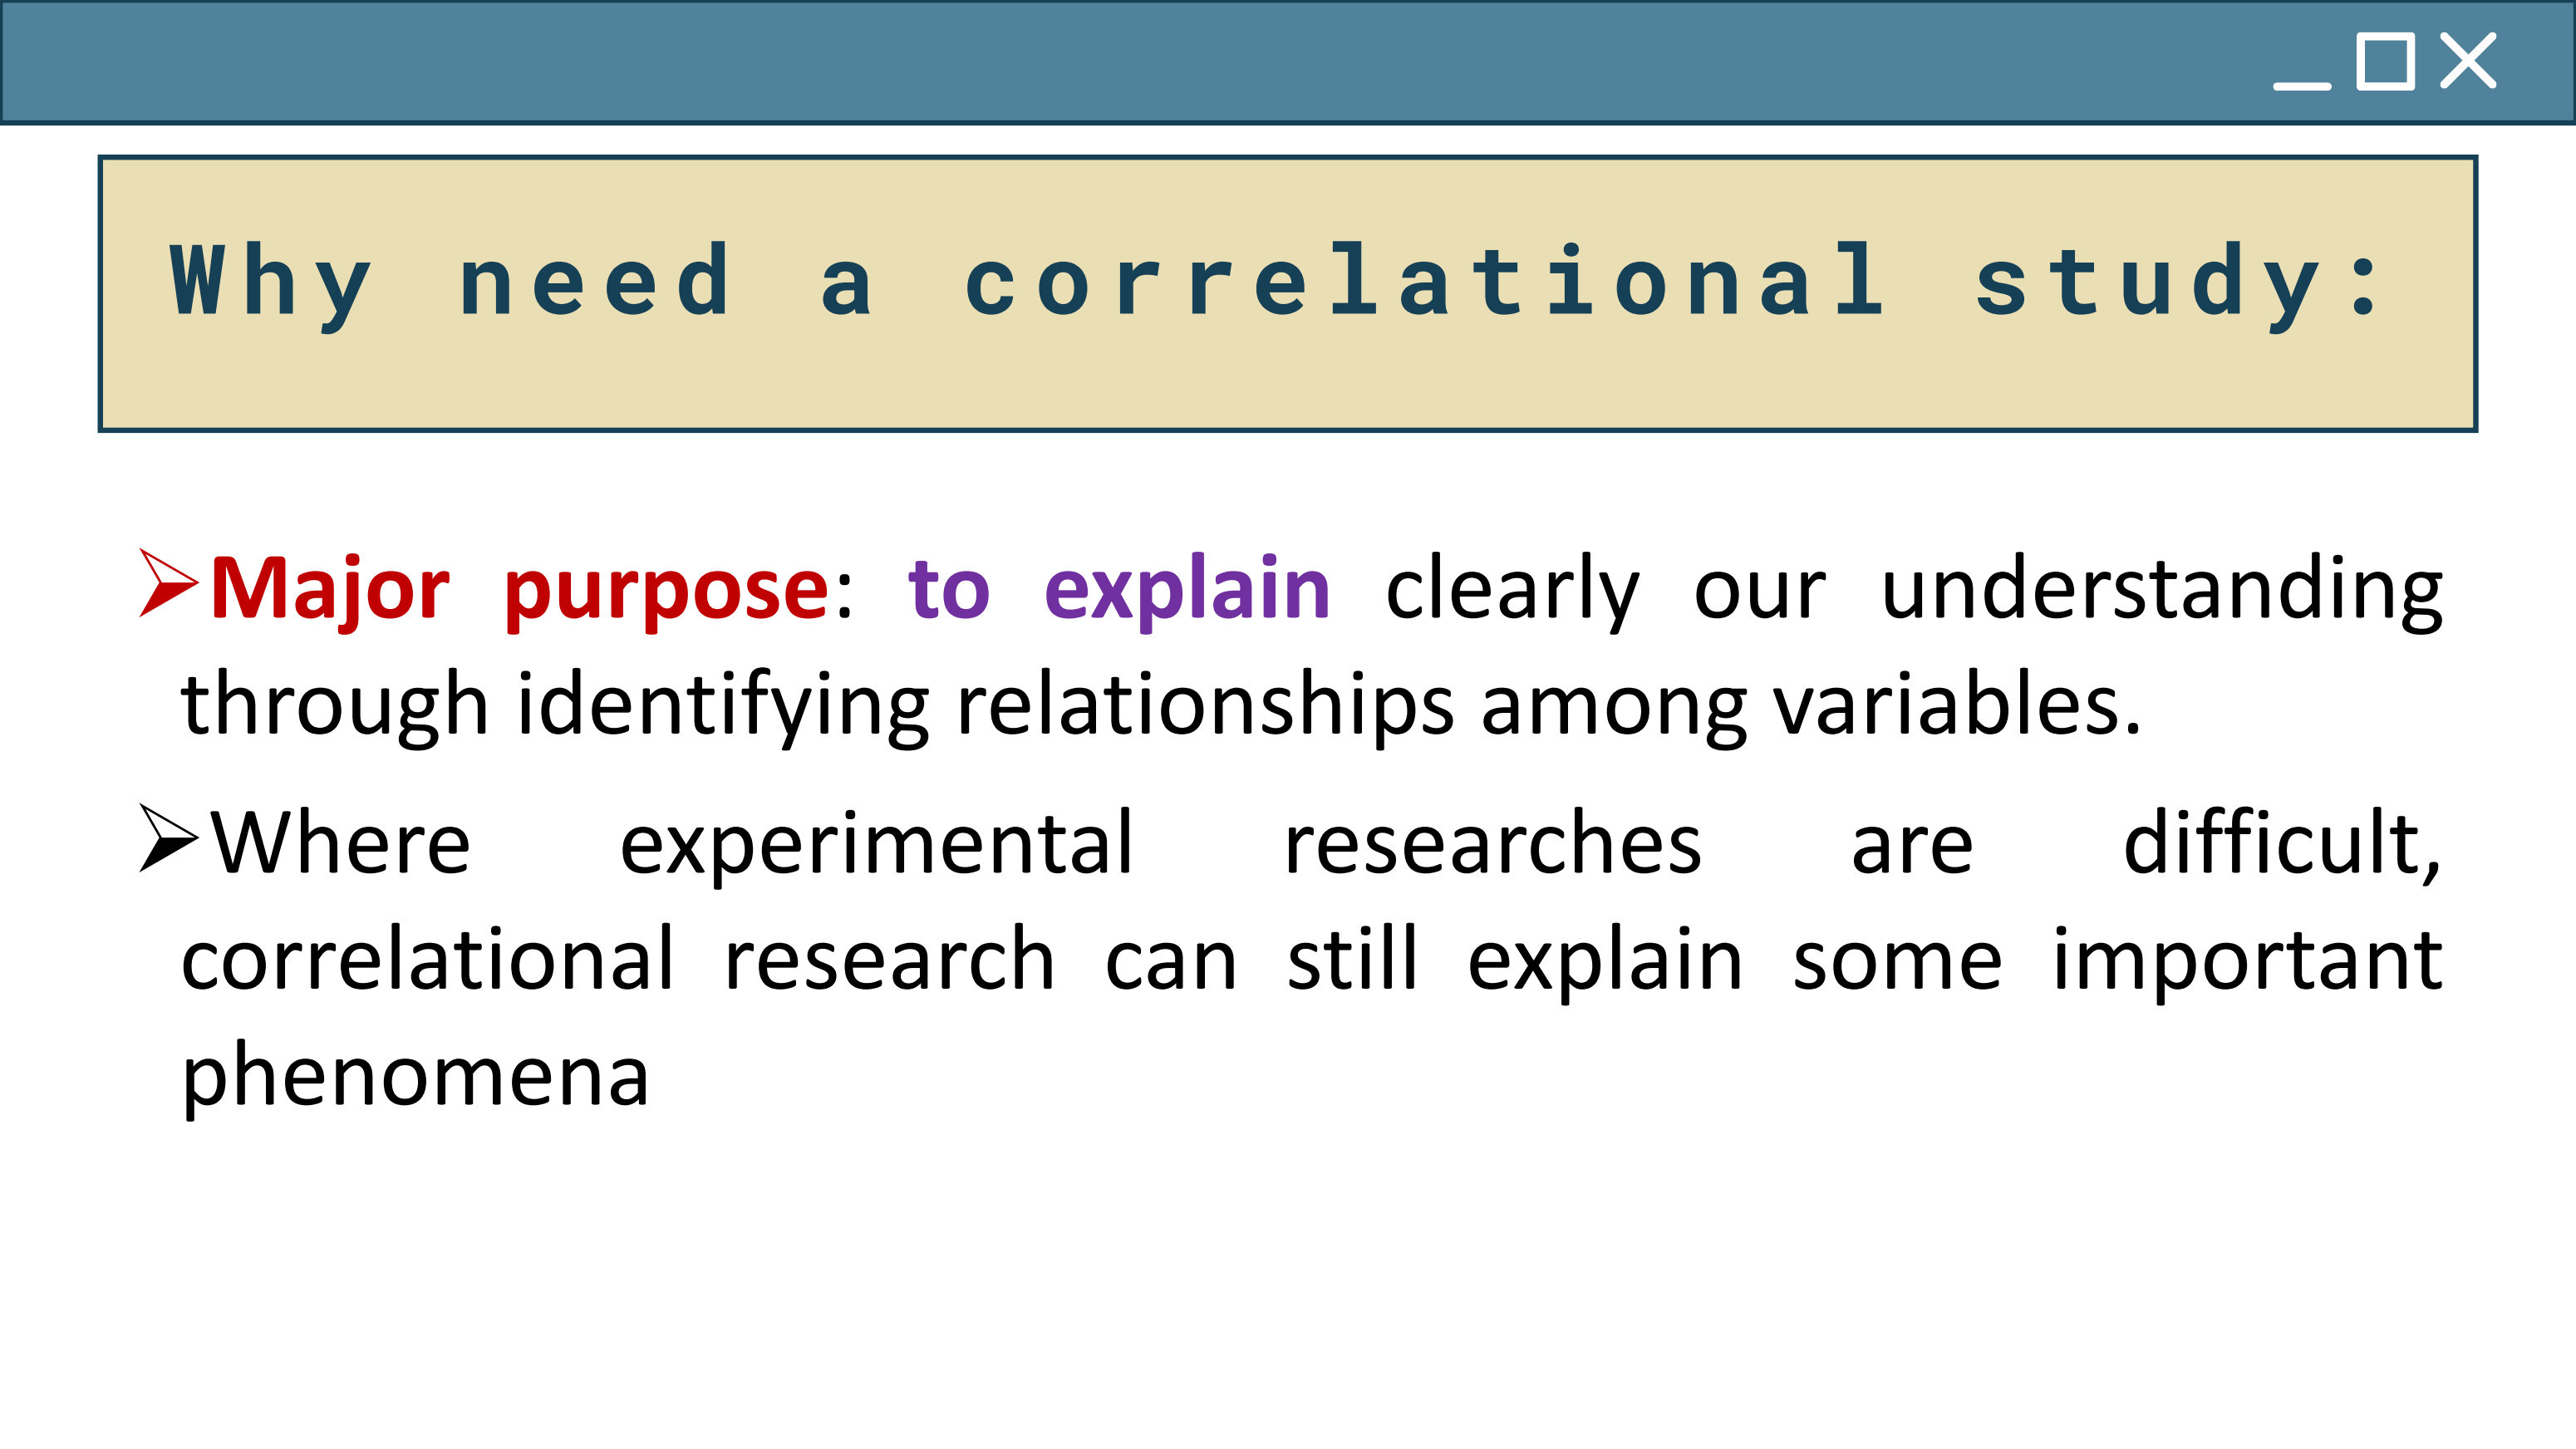 Why need a correlational study:
➢Major purpose: to explain clearly our understanding
through identifying relationships among variables.
➢Where experimental researches are difficult,
correlational research can still explain some important
phenomena